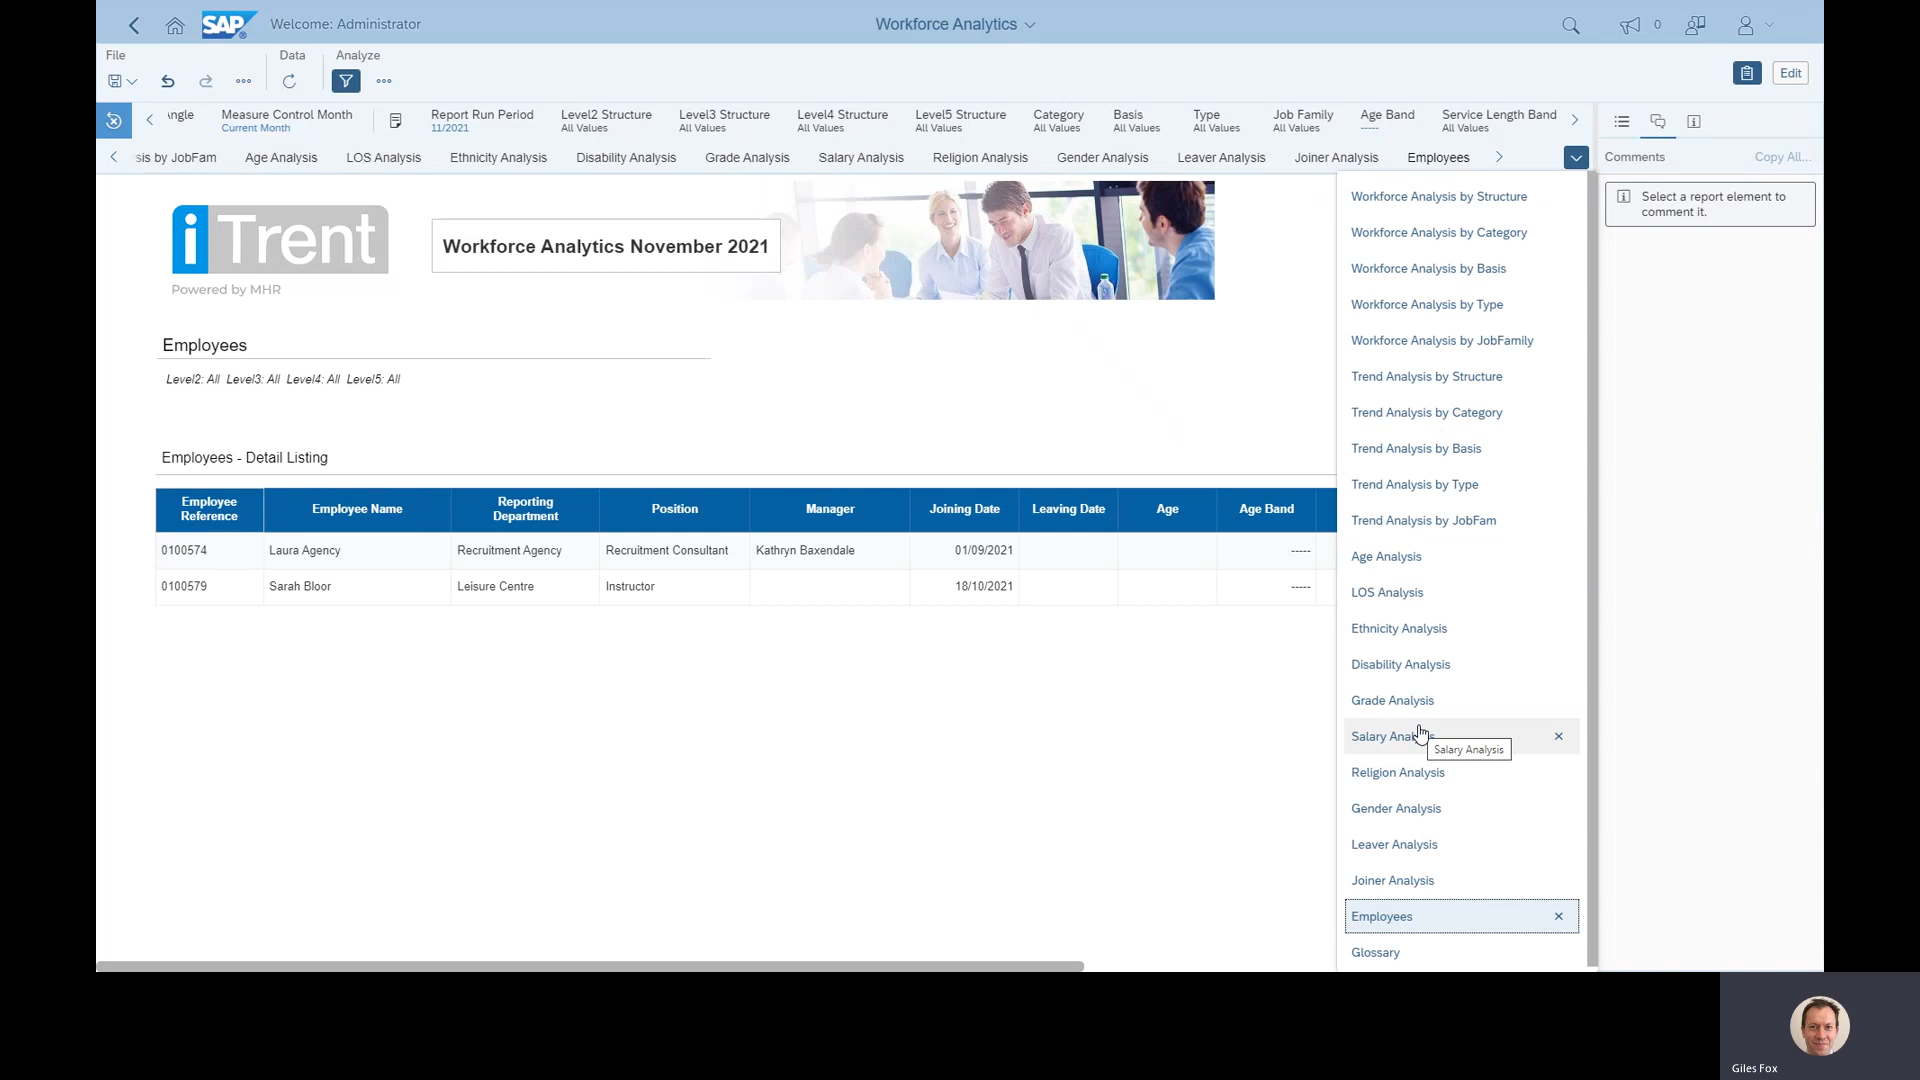 SAP
Welcome: Administrator
Workforce Analytics
0
File
Data
Analyze
Edit
ngle
Measure Control Month
Current Month
Report Run Period
11/2021
Level2 Structure
All Values
Level3 Structure
All Values
Level4 Structure
All Values
Level5 Structure
All Values
Category
All Values
Basis
All Values
Type
All Values
Job Family
All Values
Age Band
-----
Service Length Band
All Values
sis by JobFam
Age Analysis
LOS Analysis
Ethnicity Analysis
Disability Analysis
Grade Analysis
Salary Analysis
Religion Analysis
Gender Analysis
Leaver Analysis
Joiner Analysis
Employees
Comments
Copy All...
Select a report element to
comment it.
iTrent
Powered by MHR
Workforce Analytics November 2021
Employees
Level2: All Level3: All Level4: All Level5: All
Employees - Detail Listing
Employee
Reference
Employee Name
Reporting
Department
Position
Manager
Joining Date
Leaving Date
Age
Age Band
0100574 Laura Agency Recruitment Agency Recruitment Consultant Kathryn Baxendale 01/09/2021 -----
0100579 Sarah Bloor Leisure Centre Instructor 18/10/2021 -----
Workforce Analysis by Structure
Workforce Analysis by Category
Workforce Analysis by Basis
Workforce Analysis by Type
Workforce Analysis by JobFamily
Trend Analysis by Structure
Trend Analysis by Category
Trend Analysis by Basis
Trend Analysis by Type
Trend Analysis by JobFam
Age Analysis
LOS Analysis
Ethnicity Analysis
Disability Analysis
Grade Analysis
Salary Analysis
Salary Analysis
Religion Analysis
Gender Analysis
Leaver Analysis
Joiner Analysis
Employees
Glossary
Giles Fox